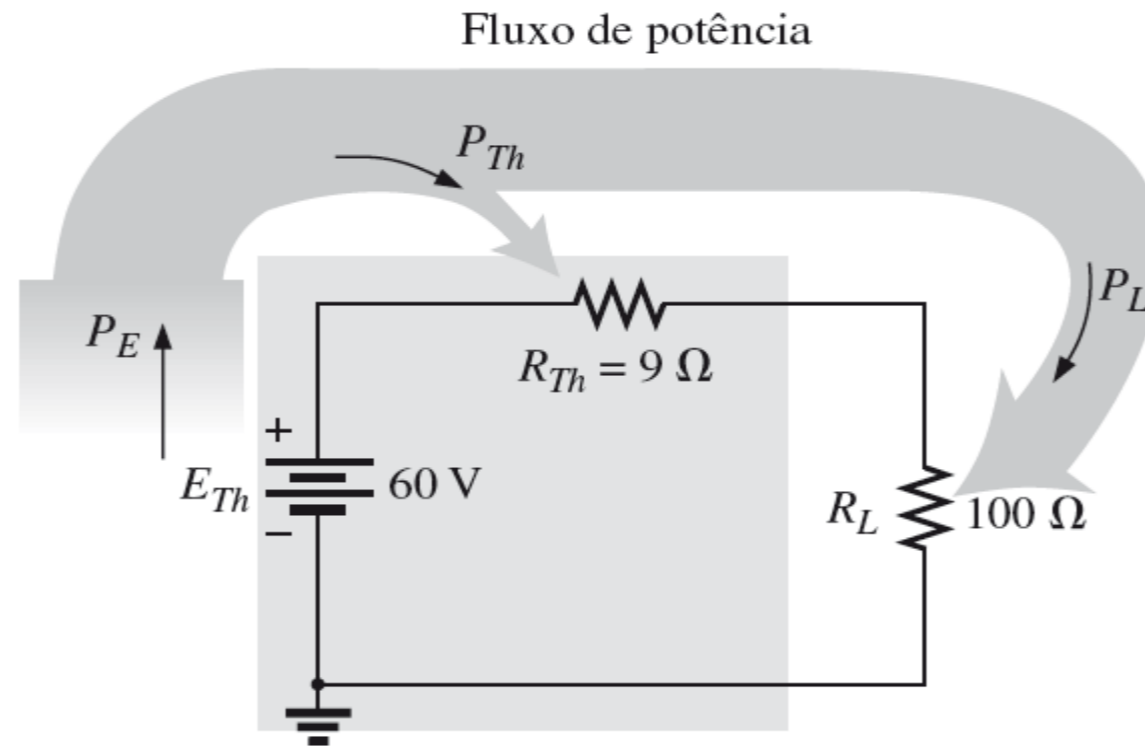 Fluxo de potência
P_Th
P_L
P_E
R_Th = 9 Ω
+
E_Th
60 V
R_L
100 Ω
−